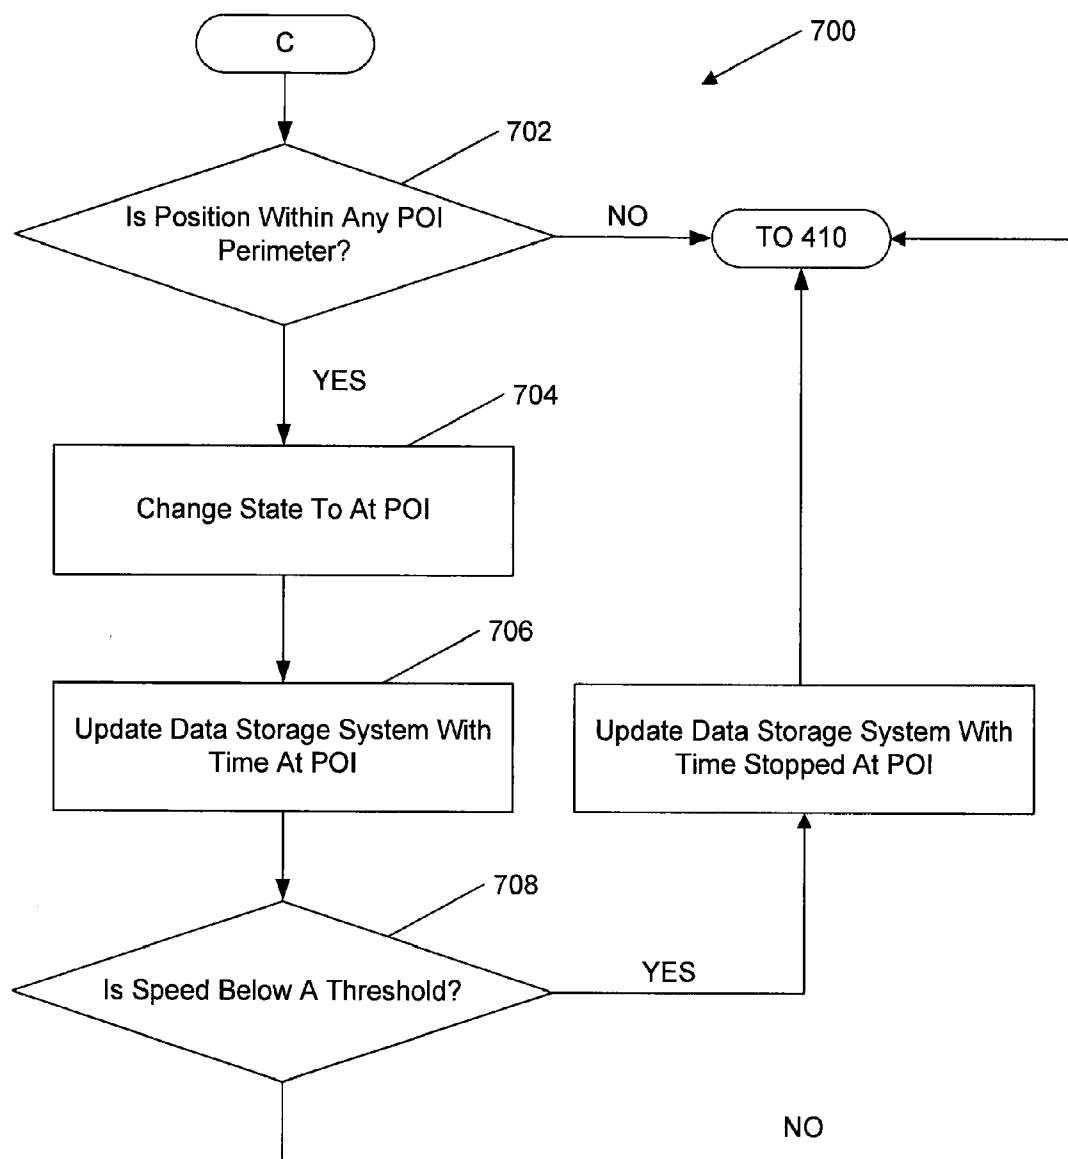 C
700
702
Is Position Within Any POI
Perimeter?
NO
TO 410
YES
704
Change State To At POI
706
Update Data Storage System With
Time At POI
Update Data Storage System With
Time Stopped At POI
708
Is Speed Below A Threshold?
YES
NO